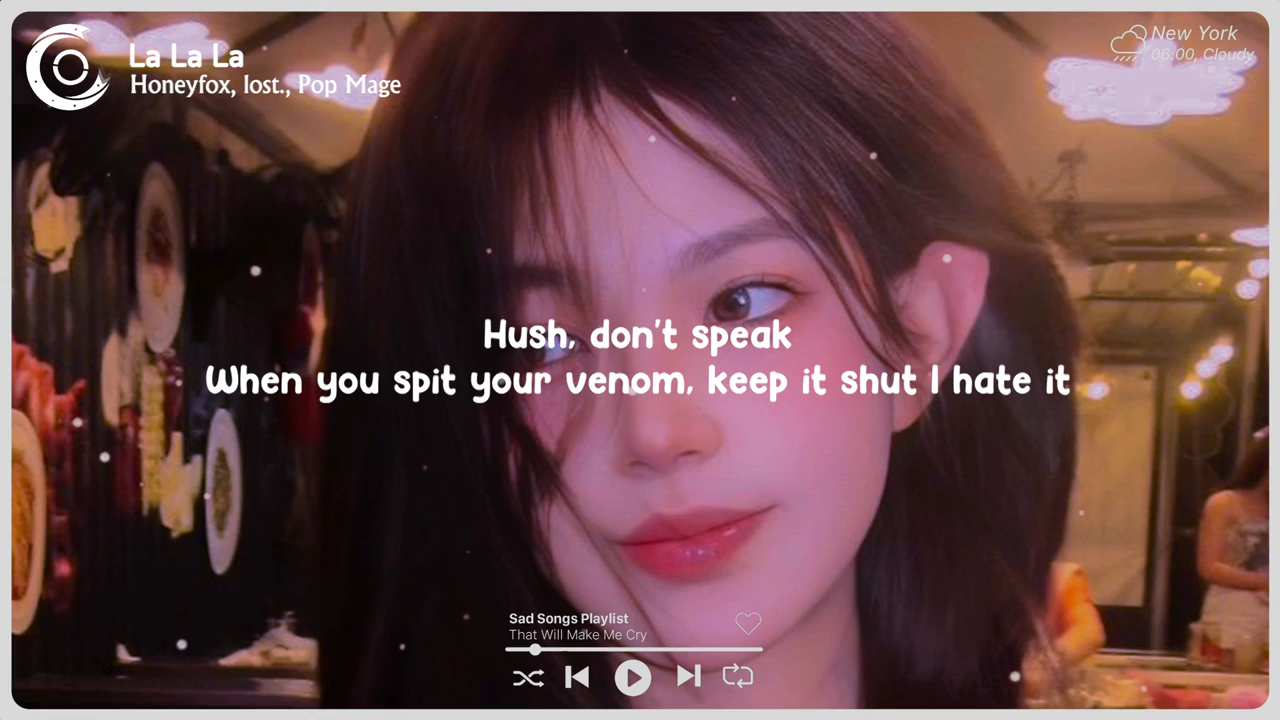 La La La
Honeyfox, lost., Pop Mage
New York
06:00, Cloudy
Hush, don't speak
When you spit your venom, keep it shut I hate it
Sad Songs Playlist
That Will Make Me Cry